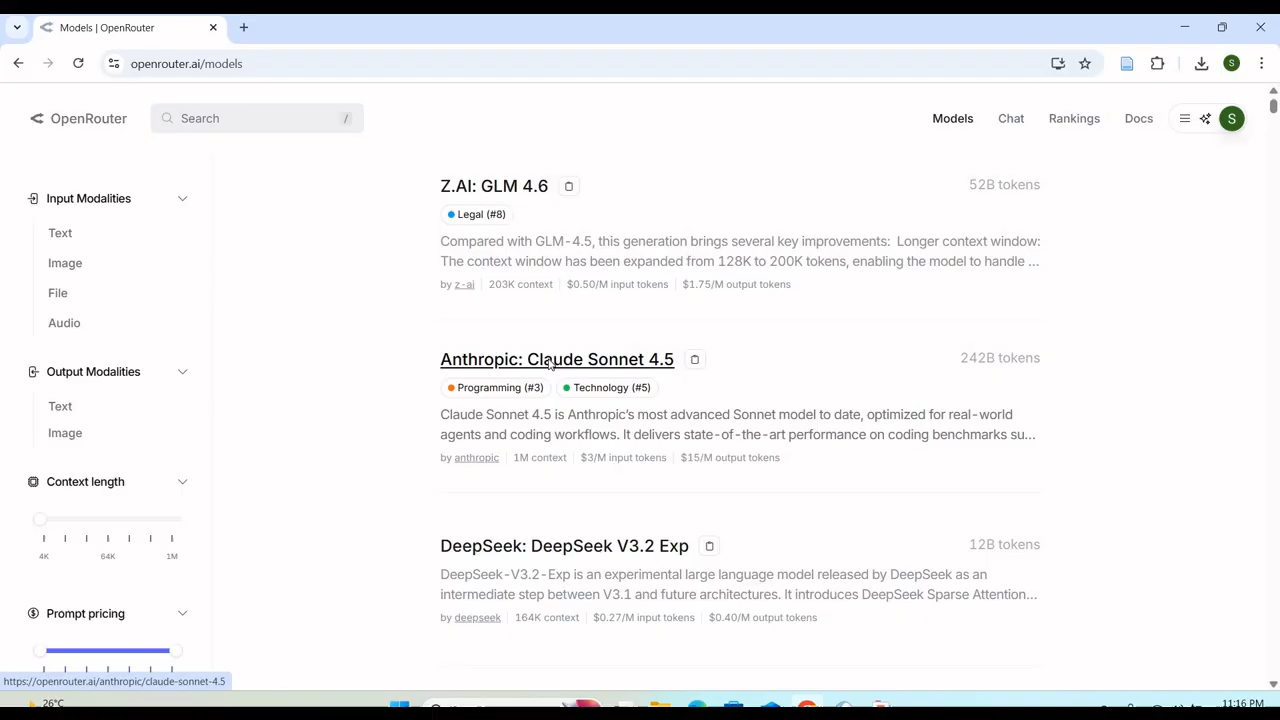 Models | OpenRouter
openrouter.ai/models
S
OpenRouter
Search
/
Models
Chat
Rankings
Docs
S
Input Modalities
Text
Image
File
Audio
Output Modalities
Text
Image
Context length
4K
64K
1M
Prompt pricing
Z.AI: GLM 4.6
52B tokens
Legal (#8)
Compared with GLM-4.5, this generation brings several key improvements: Longer context window:
The context window has been expanded from 128K to 200K tokens, enabling the model to handle ...
by z-ai 203K context $0.50/M input tokens $1.75/M output tokens
Anthropic: Claude Sonnet 4.5
242B tokens
Programming (#3) Technology (#5)
Claude Sonnet 4.5 is Anthropic's most advanced Sonnet model to date, optimized for real-world
agents and coding workflows. It delivers state-of-the-art performance on coding benchmarks su...
by anthropic 1M context $3/M input tokens $15/M output tokens
DeepSeek: DeepSeek V3.2 Exp
12B tokens
DeepSeek-V3.2-Exp is an experimental large language model released by DeepSeek as an
intermediate step between V3.1 and future architectures. It introduces DeepSeek Sparse Attention...
by deepseek 164K context $0.27/M input tokens $0.40/M output tokens
https://openrouter.ai/anthropic/claude-sonnet-4.5
26°C
11:16 PM